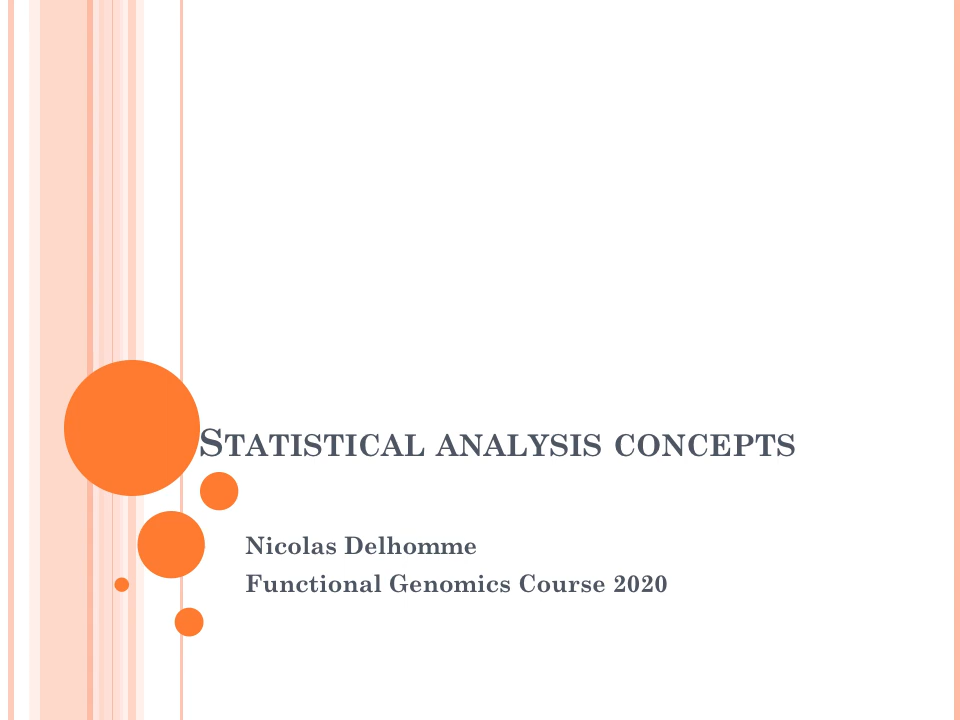 Statistical analysis concepts
Nicolas Delhomme
Functional Genomics Course 2020